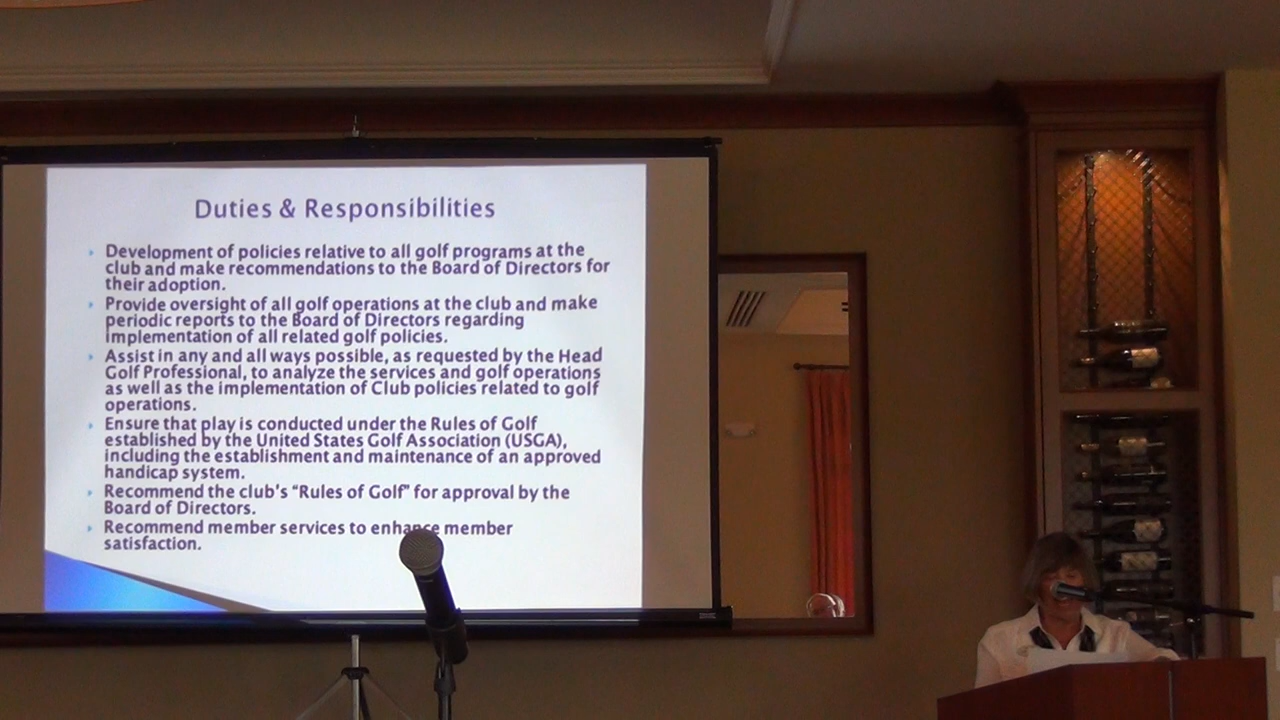 Duties & Responsibilities
Development of policies relative to all golf programs at the
club and make recommendations to the Board of Directors for
their adoption.
Provide oversight of all golf operations at the club and make
periodic reports to the Board of Directors regarding
implementation of all related golf policies.
Assist in any and all ways possible, as requested by the Head
Golf Professional, to analyze the services and golf operations
as well as the implementation of Club policies related to golf
operations.
Ensure that play is conducted under the Rules of Golf
established by the United States Golf Association (USGA),
including the establishment and maintenance of an approved
handicap system.
Recommend the club's “Rules of Golf” for approval by the
Board of Directors.
Recommend member services to enhance member
satisfaction.